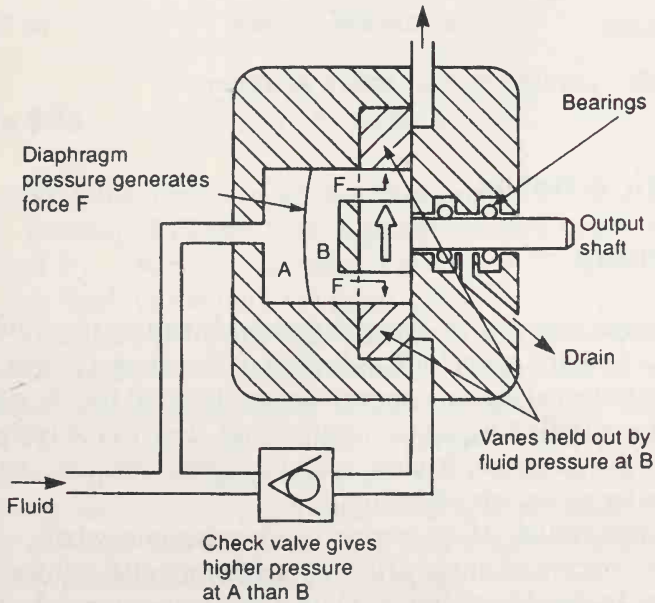 Bearings
Diaphragm
pressure generates
force F
F
A
B
F
Output
shaft
Drain
Vanes held out by
fluid pressure at B
Fluid
Check valve gives
higher pressure
at A than B